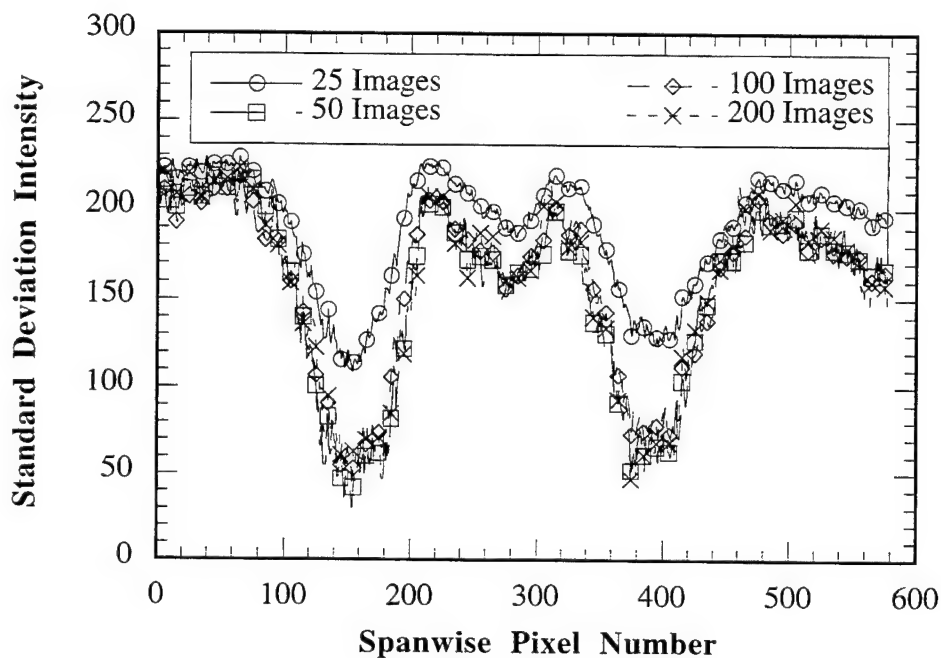 300
250
200
150
100
50
0
Standard Deviation Intensity
25 Images
50 Images
100 Images
200 Images
0 100 200 300 400 500 600
Spanwise Pixel Number